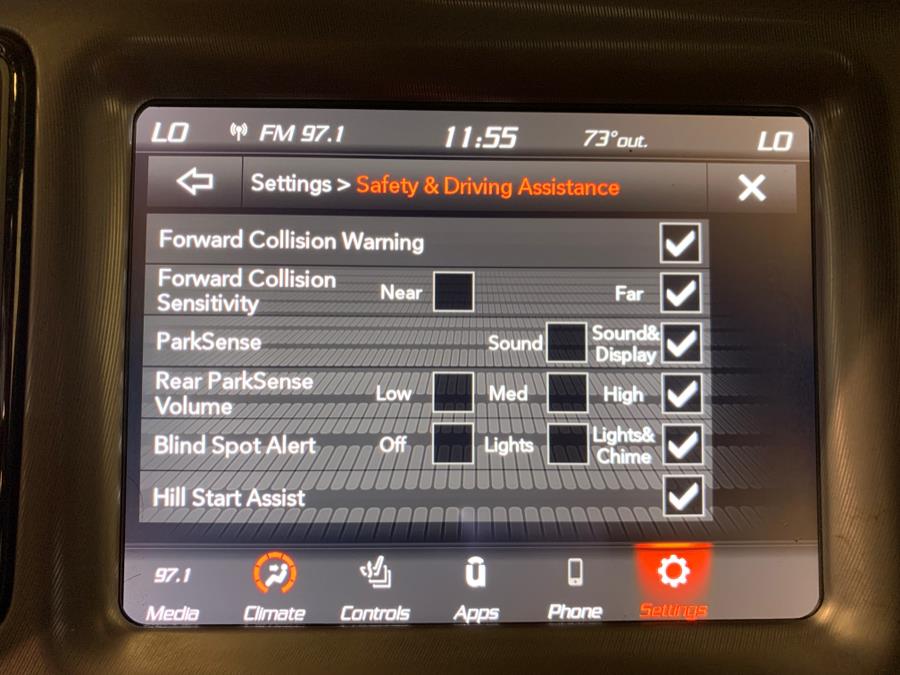 LO FM 97.1 11:55 73° out. LO
Settings > Safety & Driving Assistance
Forward Collision Warning
Forward Collision
Sensitivity Near Far
ParkSense Sound Sound&
Display
Rear ParkSense
Volume Low Med High
Blind Spot Alert Off Lights Lights&
Chime
Hill Start Assist
97.1
Media Climate Controls Apps Phone Settings